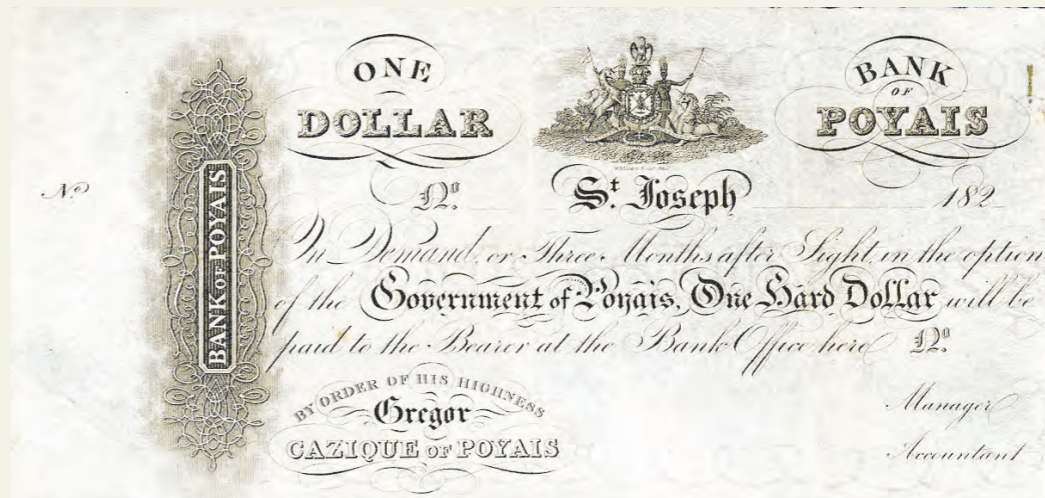 ONE
DOLLAR
BANK
OF
POYAIS
BANK OF POYAIS
No
No.
St. Joseph
182
On Demand, or Three Months after Sight, in the option
of the Government of Poyais, One Hard Dollar will be
paid to the Bearer at the Bank Office here No.
BY ORDER OF HIS HIGHNESS
Gregor
CAZIQUE OF POYAIS
Manager
Accountant